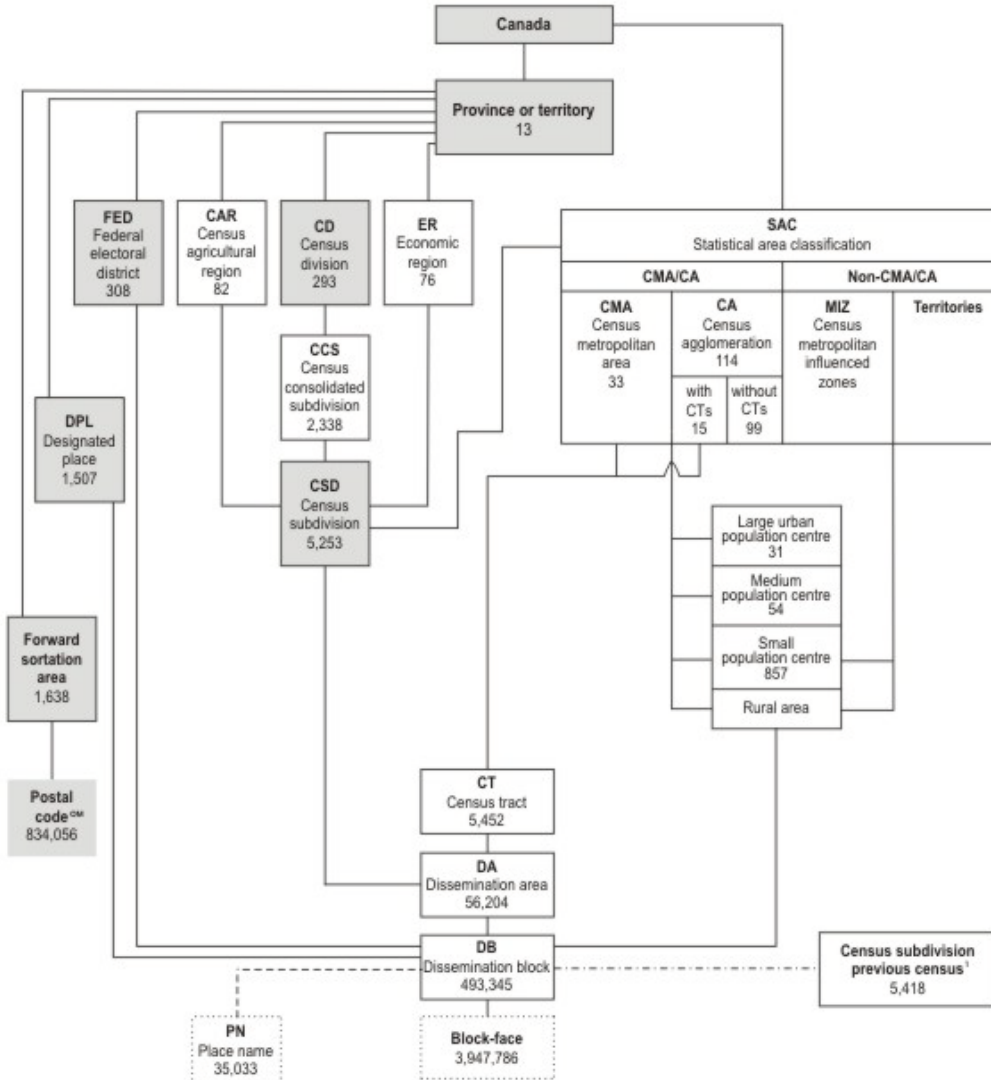 Canada
Province or territory
13
FED
Federal
electoral
district
308
CAR
Census
agricultural
region
82
CD
Census
division
293
ER
Economic
region
76
SAC
Statistical area classification
CMA/CA
Non-CMA/CA
CMA
Census
metropolitan
area
33
CA
Census
agglomeration
114
with
CTs
15
without
CTs
99
MIZ
Census
metropolitan
influenced
zones
Territories
CCS
Census
consolidated
subdivision
2,338
DPL
Designated
place
1,507
CSD
Census
subdivision
5,253
Large urban
population centre
31
Medium
population centre
54
Small
population centre
857
Rural area
Forward
sortation
area
1,638
Postal
code ᴼᴹ
834,056
CT
Census tract
5,452
DA
Dissemination area
56,204
DB
Dissemination block
493,345
Census subdivision
previous census¹
5,418
PN
Place name
35,033
Block-face
3,947,786